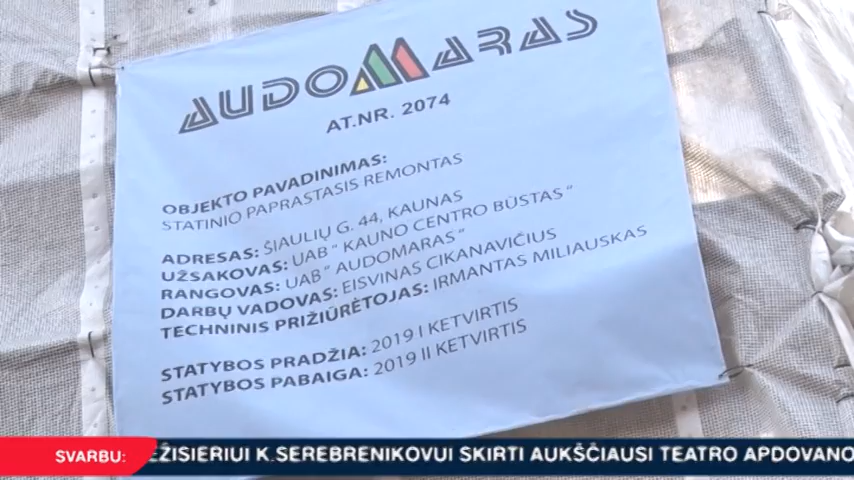 AUDOMARAS
AT.NR. 2074
OBJEKTO PAVADINIMAS:
STATINIO PAPRASTASIS REMONTAS
ADRESAS: ŠIAULIŲ G. 44, KAUNAS
UŽSAKOVAS: UAB " KAUNO CENTRO BŪSTAS "
RANGOVAS: UAB " AUDOMARAS "
DARBŲ VADOVAS: EISVINAS CIKANAVIČIUS
TECHNINIS PRIŽIŪRĖTOJAS: IRMANTAS MILIAUSKAS
STATYBOS PRADŽIA: 2019 I KETVIRTIS
STATYBOS PABAIGA: 2019 II KETVIRTIS
SVARBU: EŽISIERIUI K.SEREBRENIKOVUI SKIRTI AUKŠČIAUSI TEATRO APDOVANO